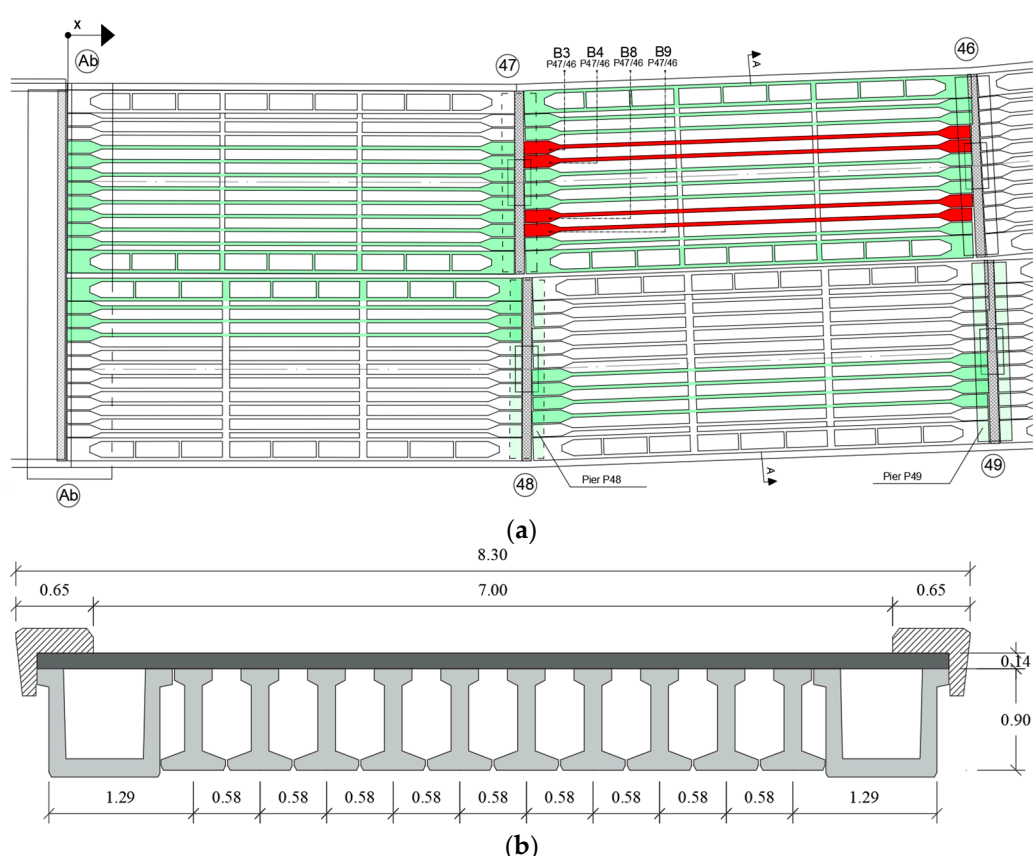 x
Ab
47
B3 B4 B8 B9
P47/46 P47/46 P47/46 P47/46
A
46
Ab
48
Pier P48
A
Pier P49
49
(a)
8.30
0.65 7.00 0.65
0.14
0.90
1.29 0.58 0.58 0.58 0.58 0.58 0.58 0.58 0.58 0.58 1.29
(b)